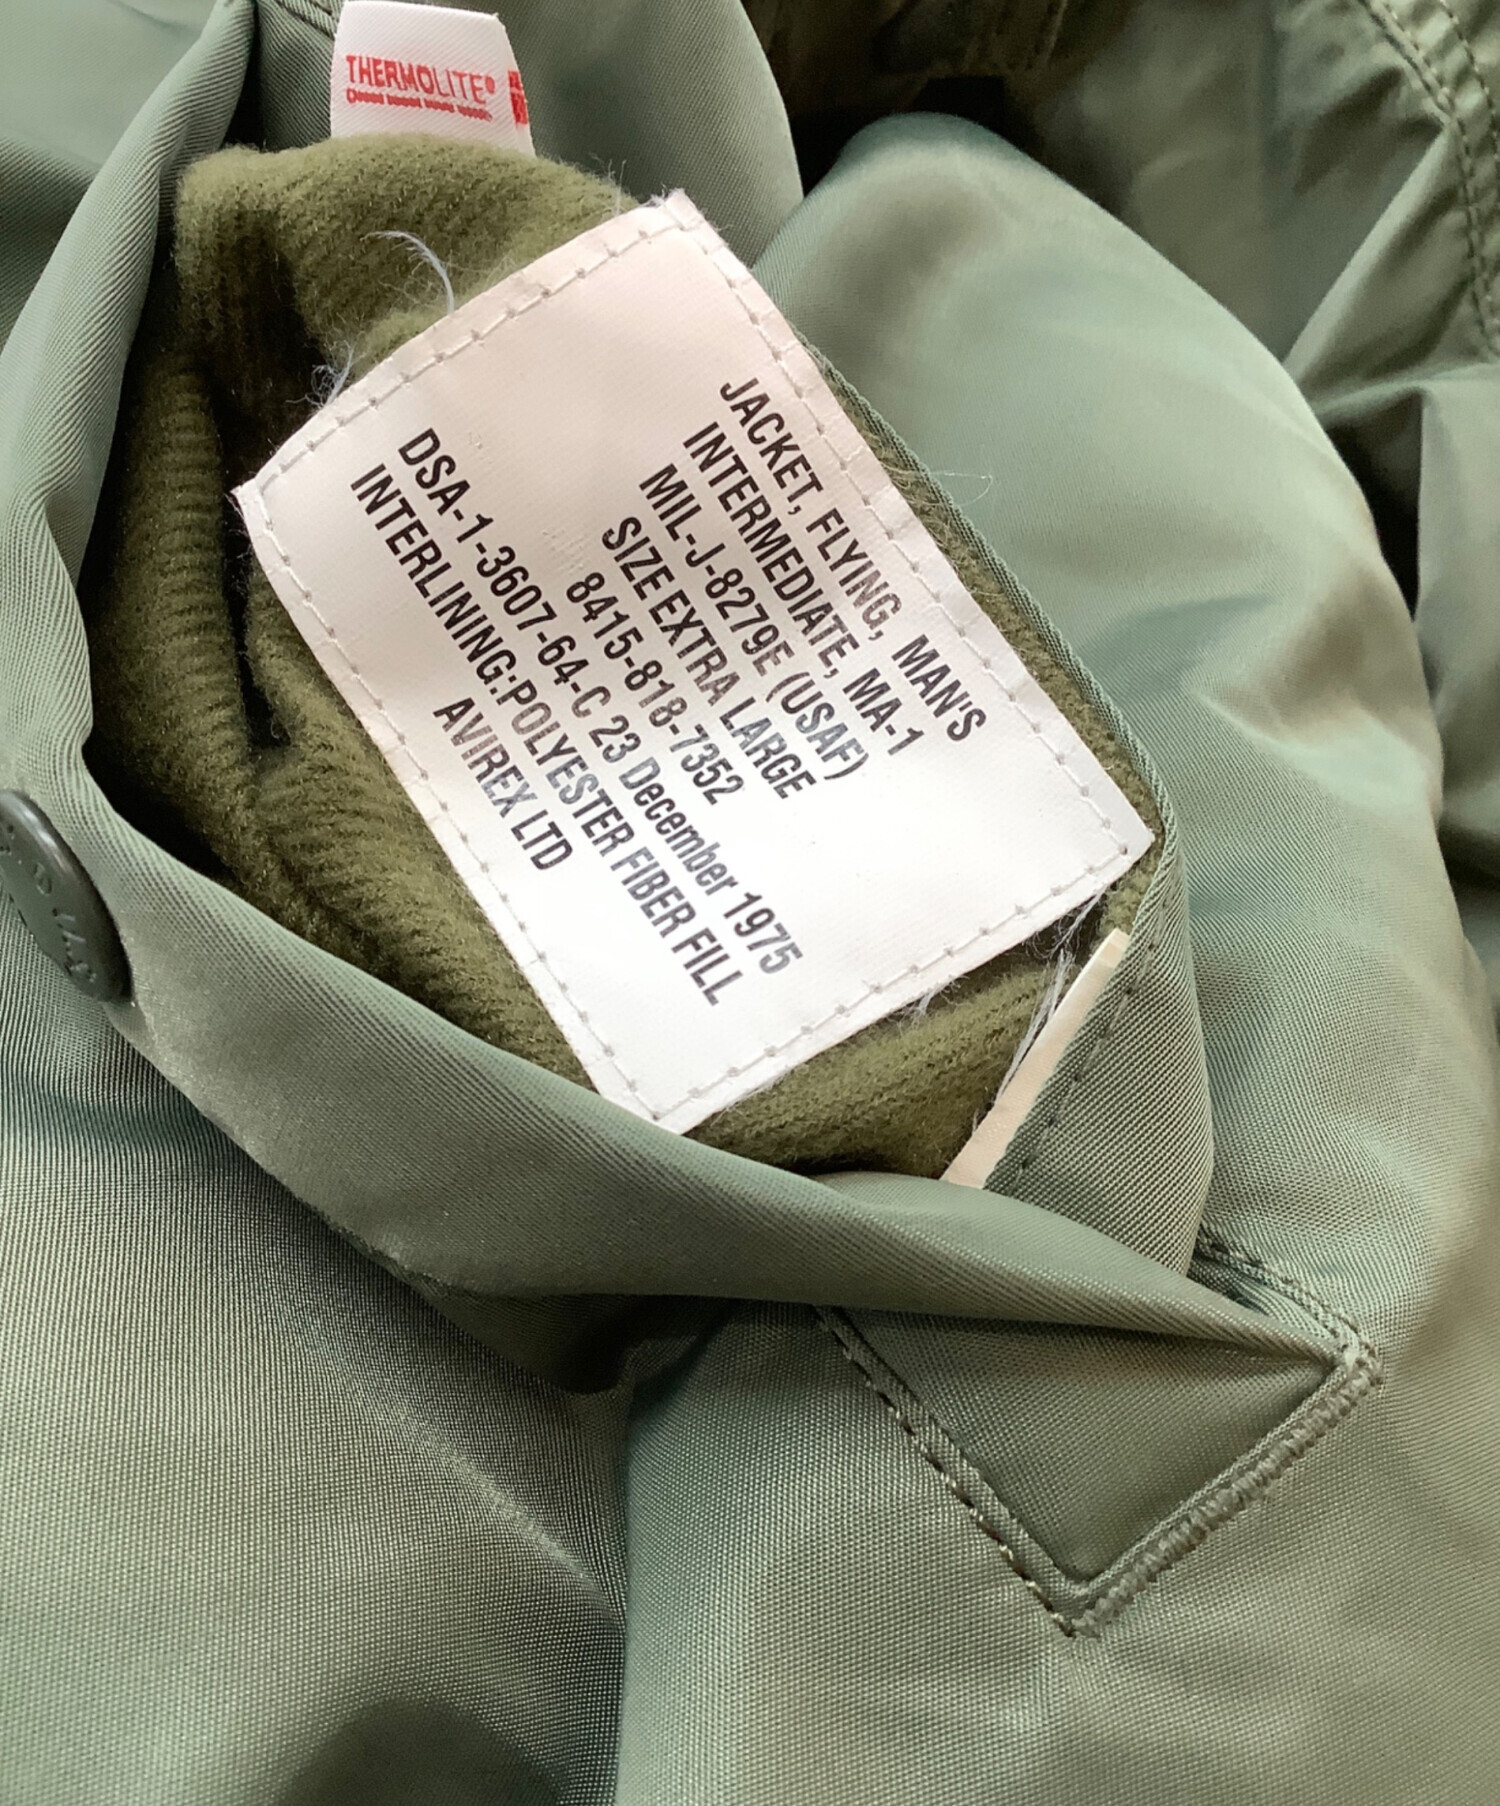 THERMOLITE®
JACKET, FLYING, MAN'S
INTERMEDIATE, MA-1
MIL-J-8279E (USAF)
SIZE EXTRA LARGE
8415-818-7352
DSA-1-3607-64-C 23 December 1975
INTERLINING:POLYESTER FIBER FILL
AVIREX LTD